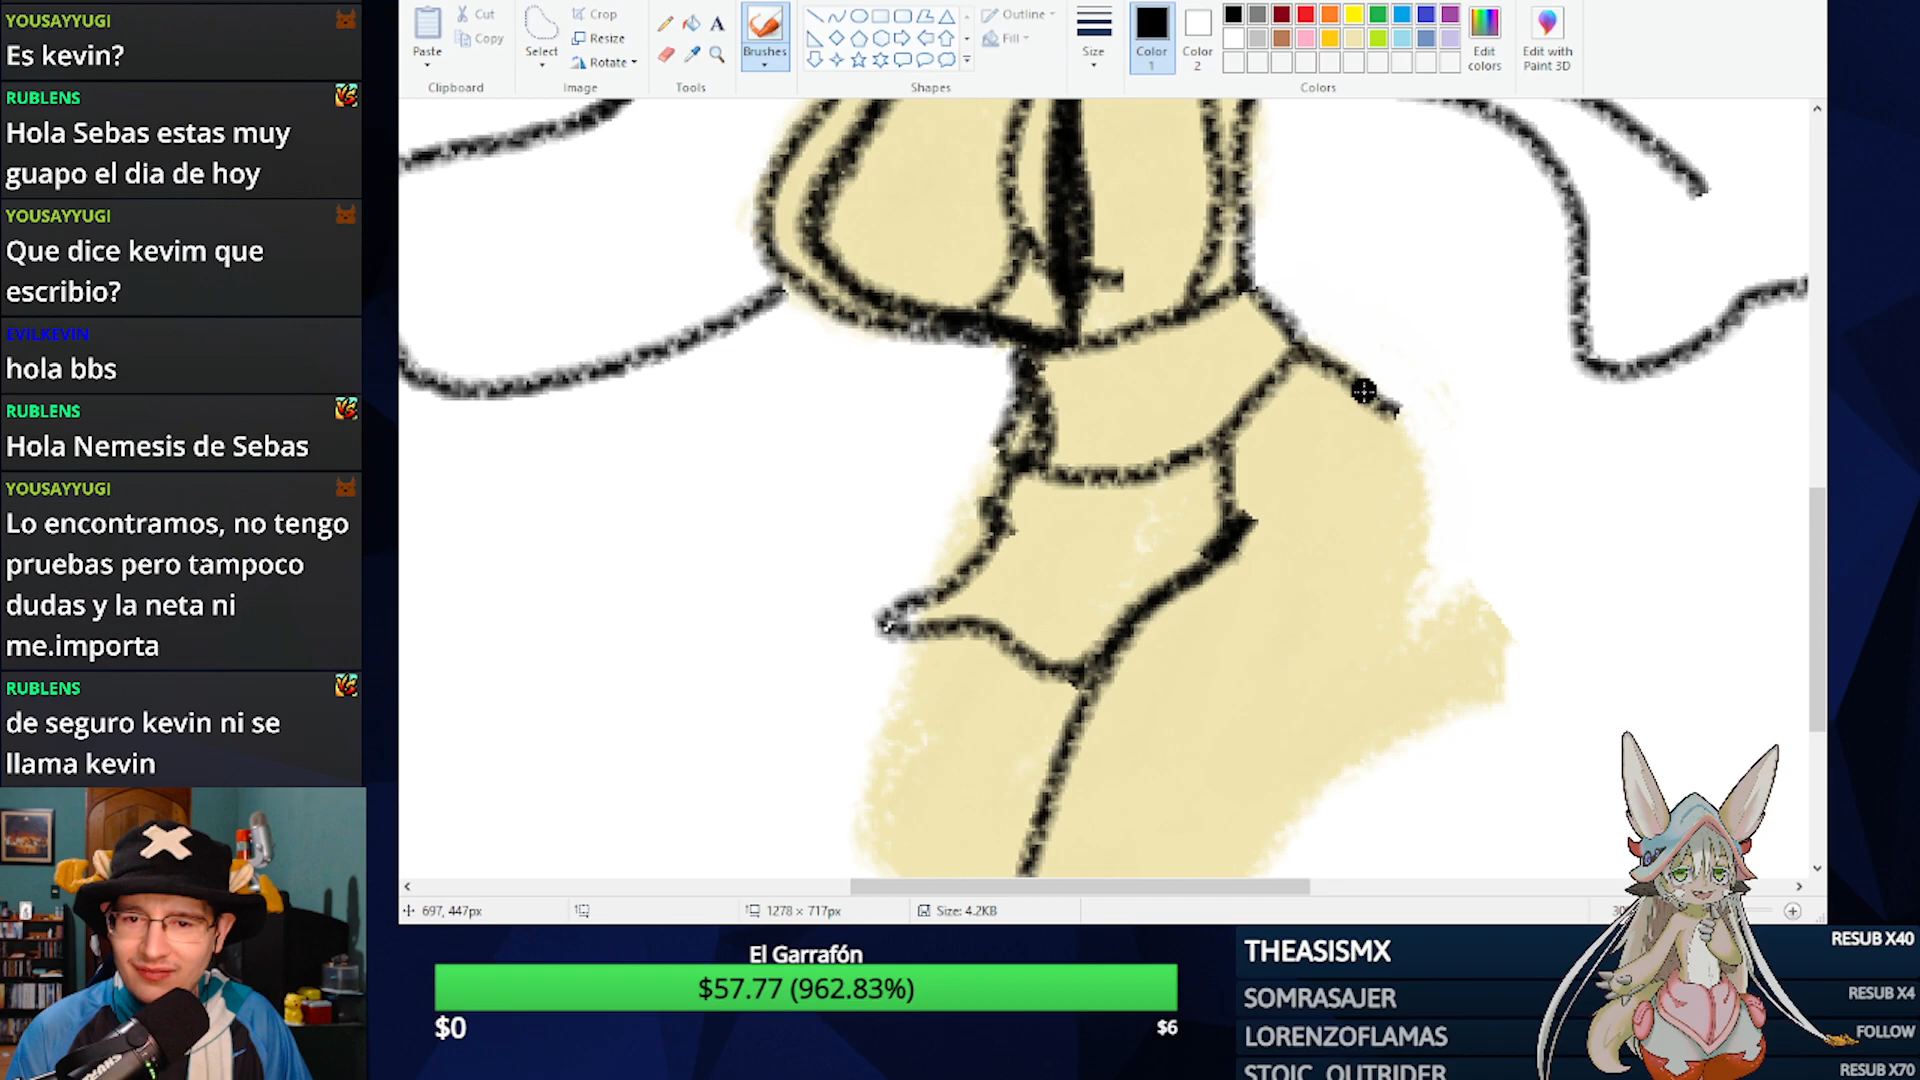 YOUSAYYUGI
Es kevin?
RUBLENS
Hola Sebas estas muy
guapo el dia de hoy
YOUSAYYUGI
Que dice kevim que
escribio?
EVILKEVIN
hola bbs
RUBLENS
Hola Nemesis de Sebas
YOUSAYYUGI
Lo encontramos, no tengo
pruebas pero tampoco
dudas y la neta ni
me.importa
RUBLENS
de seguro kevin ni se
llama kevin
Paste
Cut
Copy
Clipboard
Select
Crop
Resize
Rotate
Image
A
Tools
Brushes
Shapes
Outline
Fill
Size
Color
1
Color
2
Colors
Edit
colors
Edit with
Paint 3D
697, 447px
1278 × 717px
Size: 4.2KB
El Garrafón
$57.77 (962.83%)
$0
$6
THEASISMX
RESUB X40
SOMRASAJER
RESUB X4
LORENZOFLAMAS
FOLLOW
STOIC_OUTRIDER
RESUB X70
SHURE